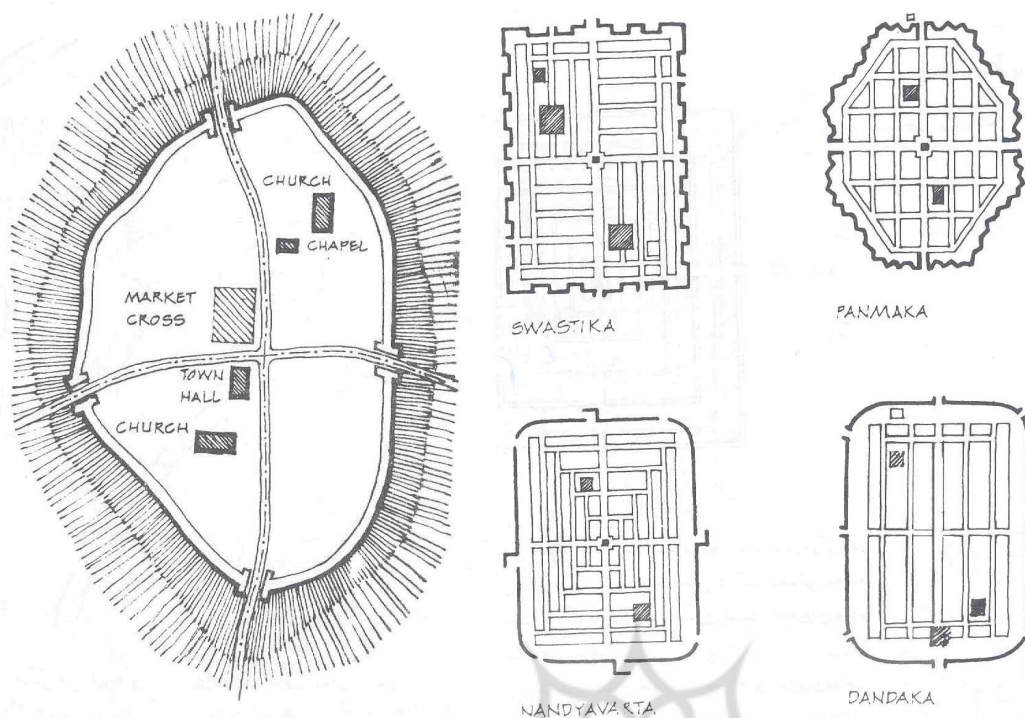 CHURCH
CHAPEL
MARKET
CROSS
TOWN
HALL
CHURCH
SWASTIKA
PANMAKA
NANDYAVARTA
DANDAKA